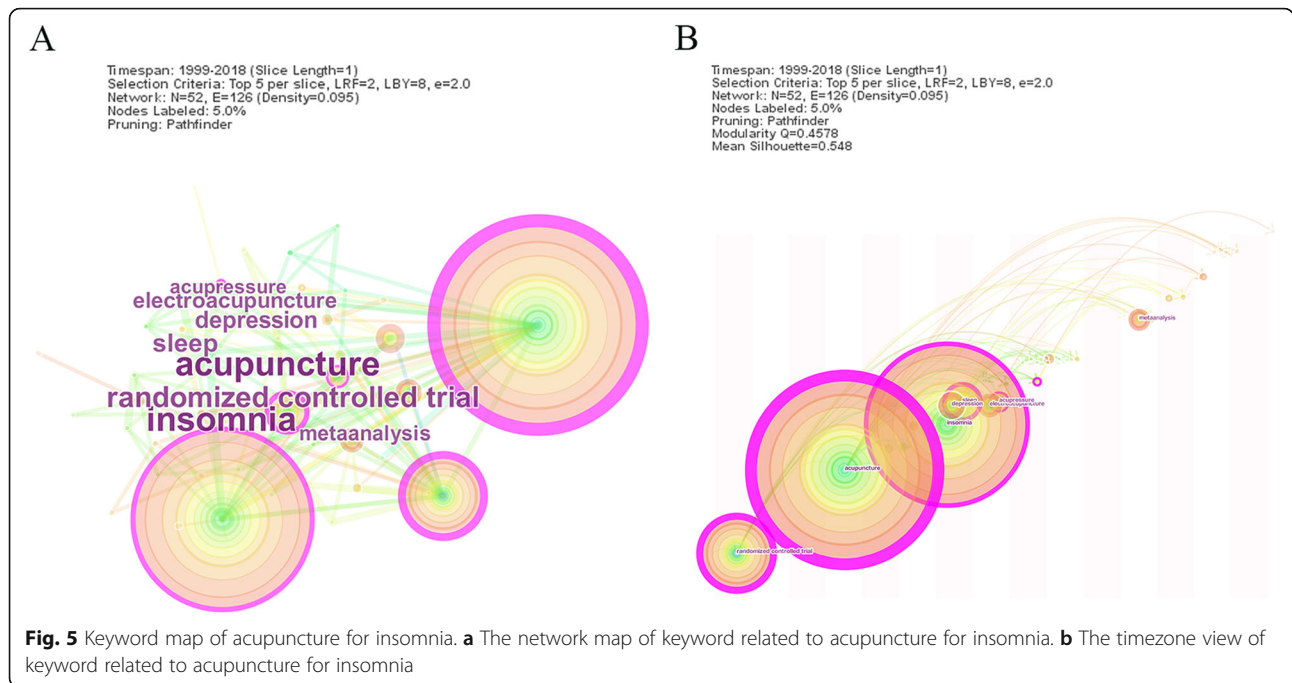 A
Timespan: 1999-2018 (Slice Length=1)
Selection Criteria: Top 5 per slice, LRF=2, LBY=8, e=2.0
Network: N=52, E=126 (Density=0.095)
Nodes Labeled: 5.0%
Pruning: Pathfinder
acupressure
electroacupuncture
depression
sleep
acupuncture
randomized controlled trial
insomnia
metaanalysis
B
Timespan: 1999-2018 (Slice Length=1)
Selection Criteria: Top 5 per slice, LRF=2, LBY=8, e=2.0
Network: N=52, E=126 (Density=0.095)
Nodes Labeled: 5.0%
Pruning: Pathfinder
Modularity Q=0.4578
Mean Silhouette=0.548
metaanalysis
sleep
acupressure
depression
electroacupuncture
insomnia
acupuncture
randomized controlled trial
Fig. 5 Keyword map of acupuncture for insomnia. a The network map of keyword related to acupuncture for insomnia. b The timezone view of
keyword related to acupuncture for insomnia